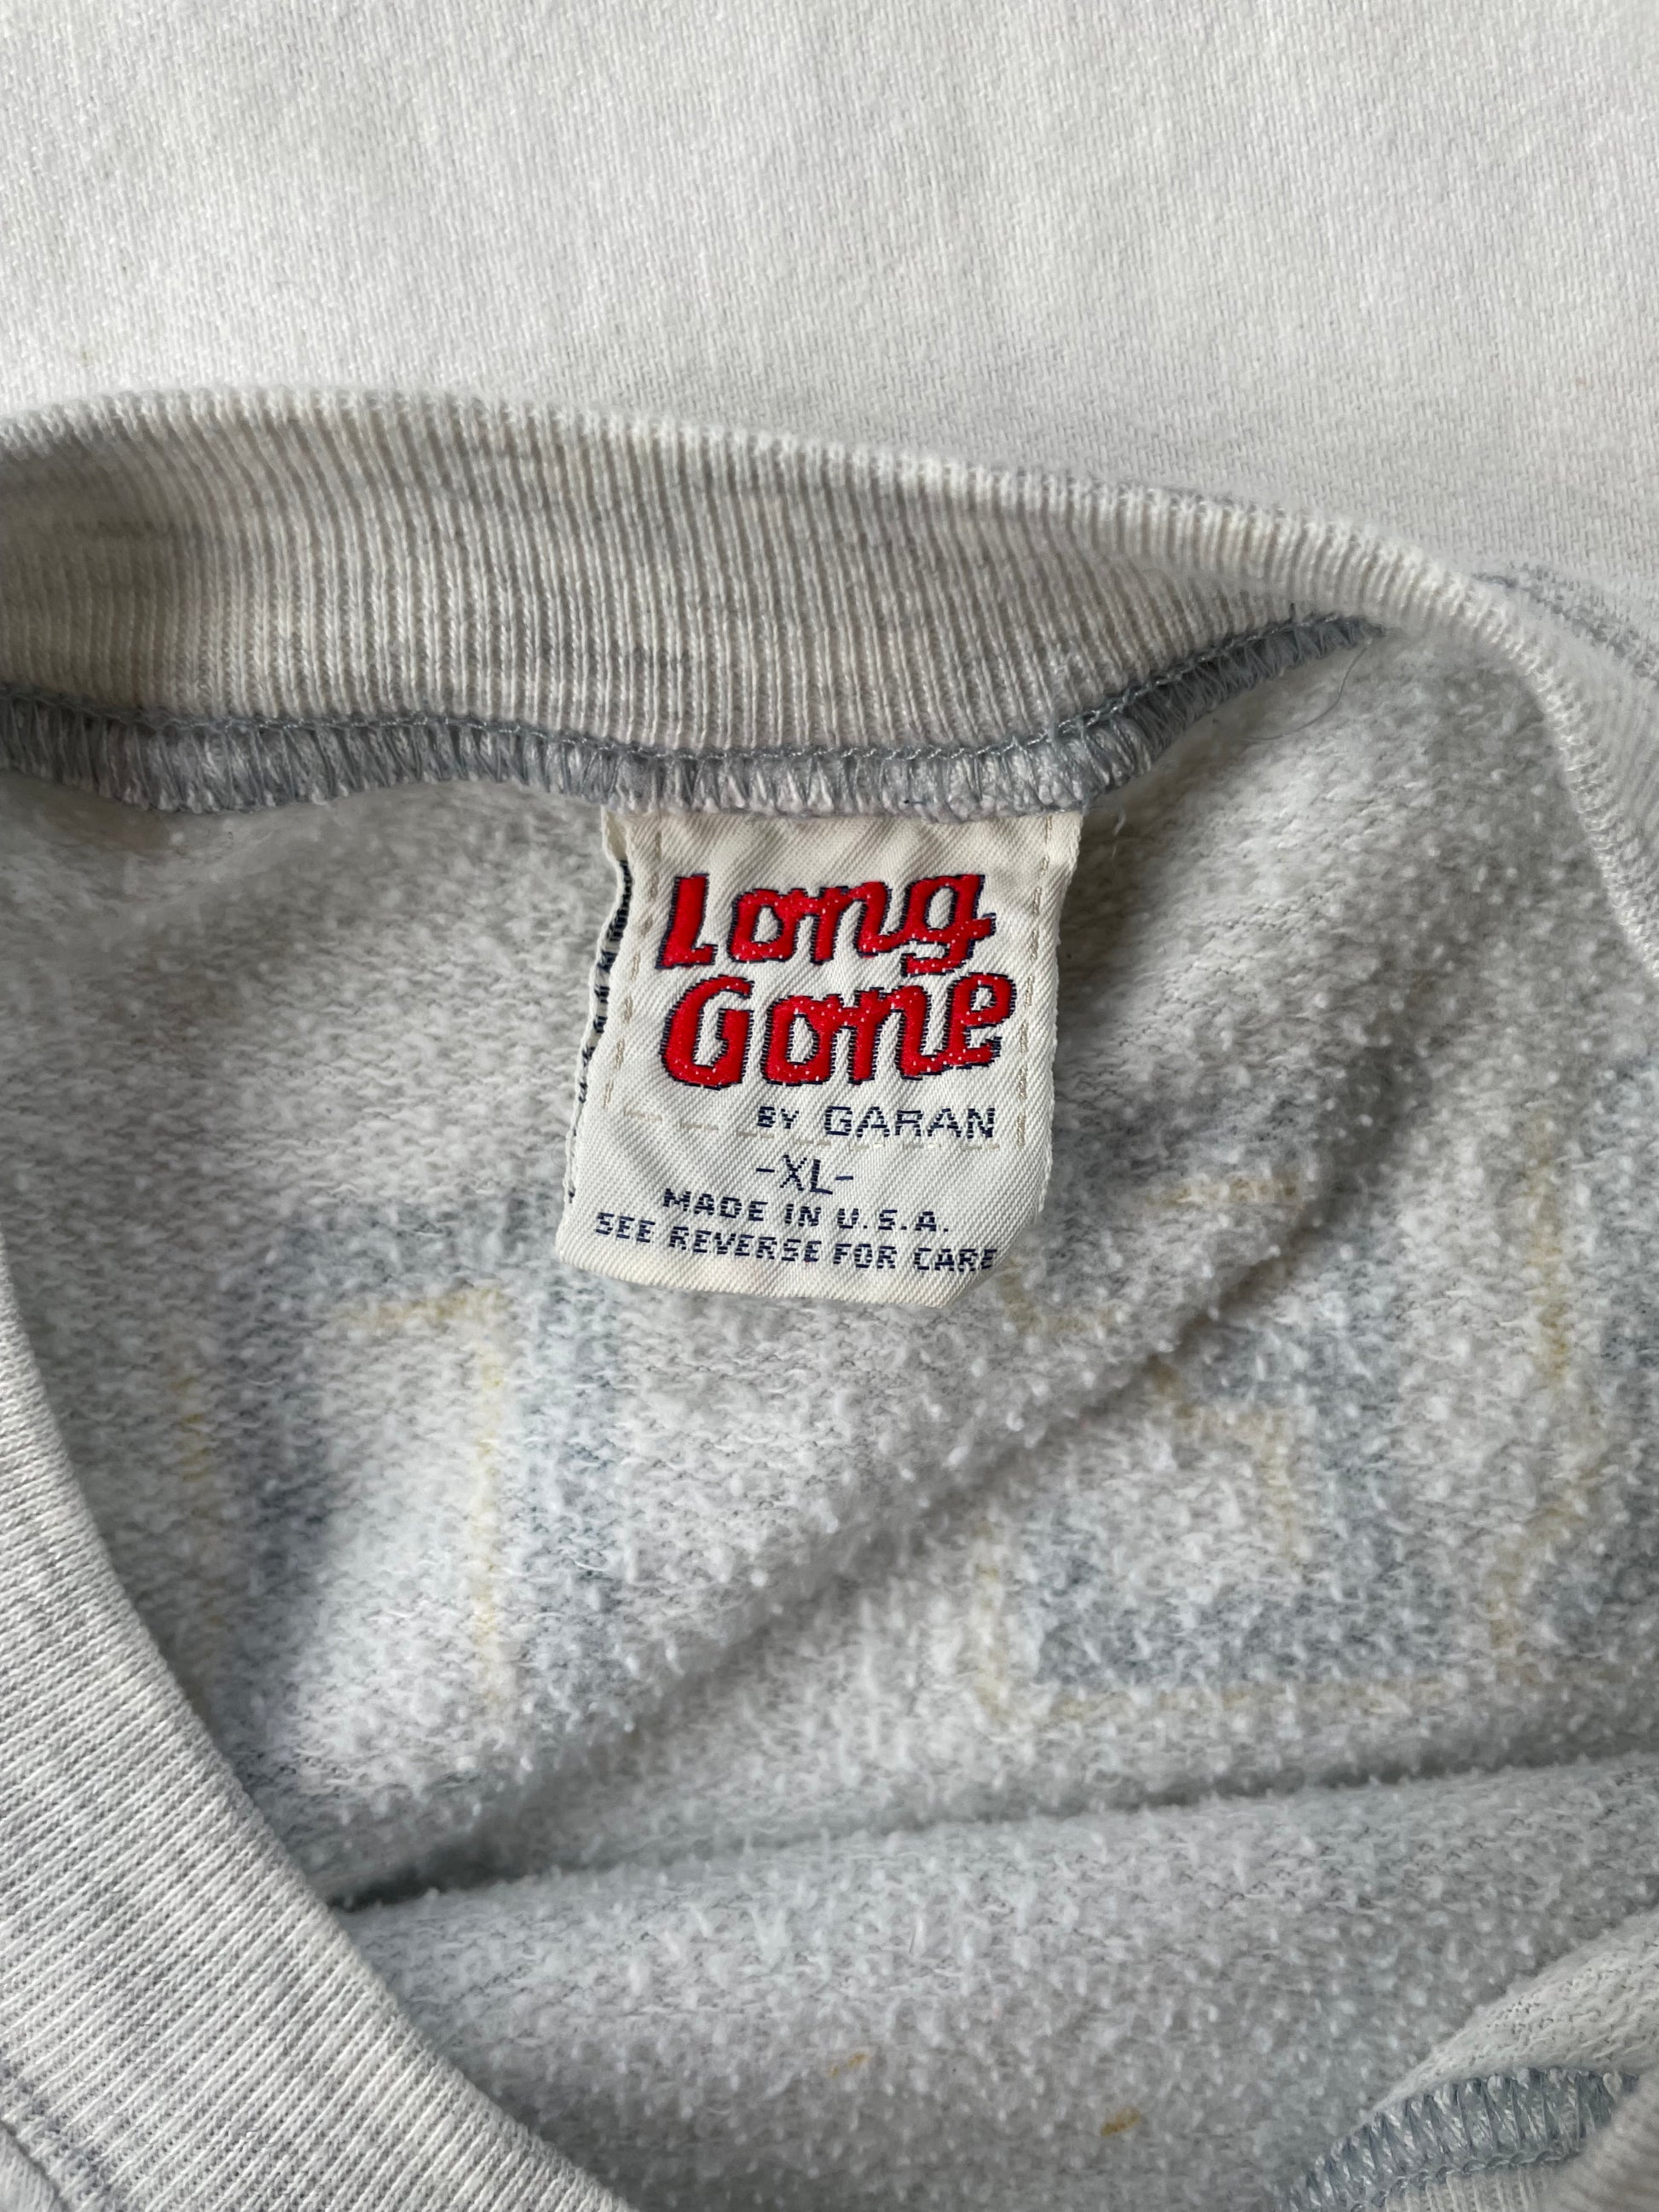 Long
Gone
BY GARAN
-XL-
MADE IN U.S.A.
SEE REVERSE FOR CARE